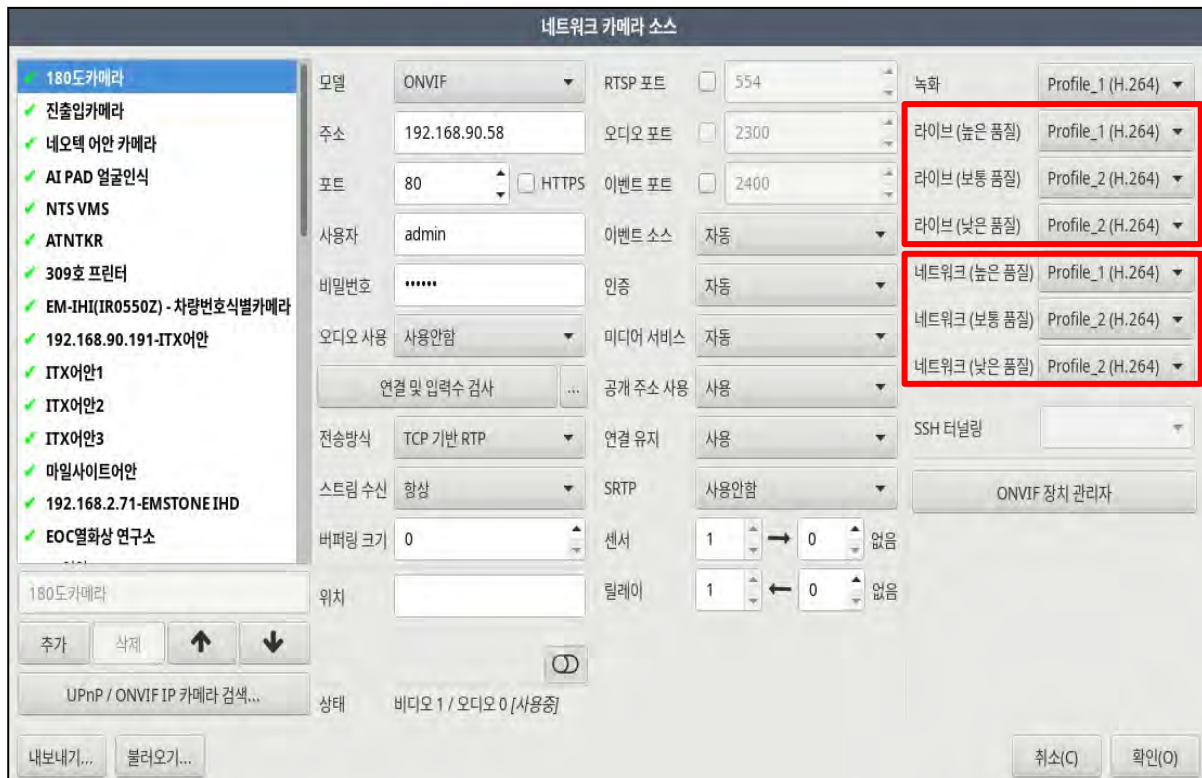 네트워크 카메라 소스
✓ 180도카메라
✓ 진출입카메라
✓ 네오텍 어안 카메라
✓ AI PAD 얼굴인식
✓ NTS VMS
✓ ATNTKR
✓ 309호 프린터
✓ EM-IHI(IR0550Z) - 차량번호식별카메라
✓ 192.168.90.191-ITX어안
✓ ITX어안1
✓ ITX어안2
✓ ITX어안3
✓ 마일사이트어안
✓ 192.168.2.71-EMSTONE IHD
✓ EOC열화상 연구소
180도카메라
추가 삭제
UPnP / ONVIF IP 카메라 검색...
내보내기... 불러오기...
모델 ONVIF
주소 192.168.90.58
포트 80 HTTPS
사용자 admin
비밀번호 ••••••
오디오 사용 사용안함
연결 및 입력수 검사 ...
전송방식 TCP 기반 RTP
스트림 수신 항상
버퍼링 크기 0
위치
상태 비디오 1 / 오디오 0 [사용중]
RTSP 포트 554
오디오 포트 2300
이벤트 포트 2400
이벤트 소스 자동
인증 자동
미디어 서비스 자동
공개 주소 사용 사용
연결 유지 사용
SRTP 사용안함
센서 1 → 0 없음
릴레이 1 ← 0 없음
녹화 Profile_1 (H.264)
라이브 (높은 품질) Profile_1 (H.264)
라이브 (보통 품질) Profile_2 (H.264)
라이브 (낮은 품질) Profile_2 (H.264)
네트워크 (높은 품질) Profile_1 (H.264)
네트워크 (보통 품질) Profile_2 (H.264)
네트워크 (낮은 품질) Profile_2 (H.264)
SSH 터널링
ONVIF 장치 관리자
취소(C) 확인(O)